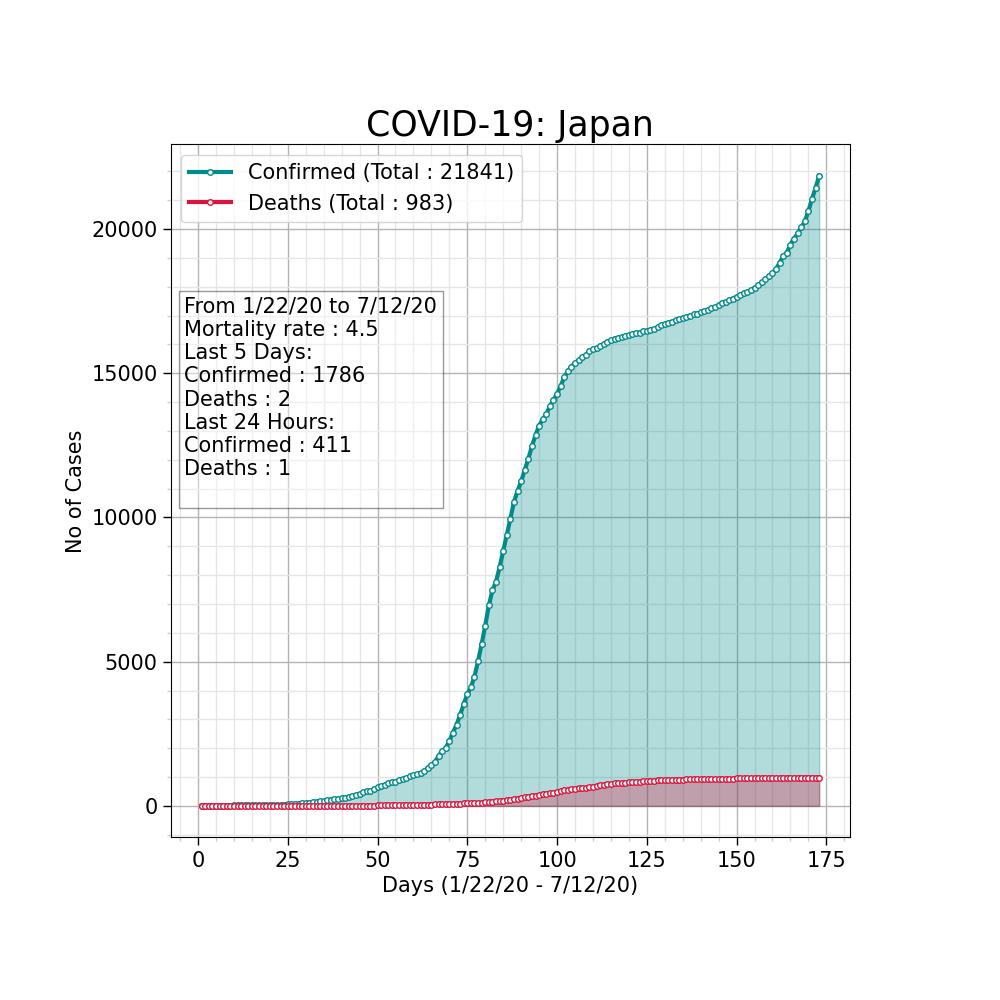 COVID-19: Japan
Confirmed (Total : 21841)
Deaths (Total : 983)
From 1/22/20 to 7/12/20
Mortality rate : 4.5
Last 5 Days:
Confirmed : 1786
Deaths : 2
Last 24 Hours:
Confirmed : 411
Deaths : 1
No of Cases
20000
15000
10000
5000
0
0 25 50 75 100 125 150 175
Days (1/22/20 - 7/12/20)